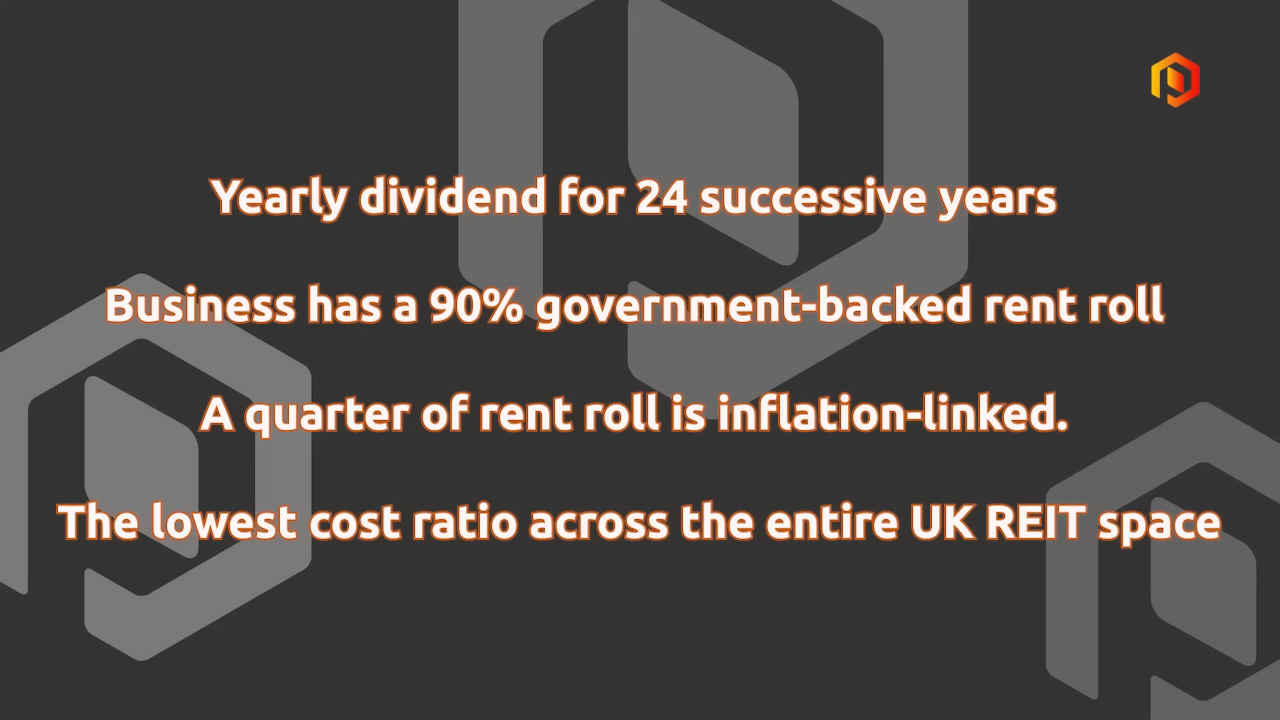 Yearly dividend for 24 successive years
Business has a 90% government-backed rent roll
A quarter of rent roll is inflation-linked.
The lowest cost ratio across the entire UK REIT space